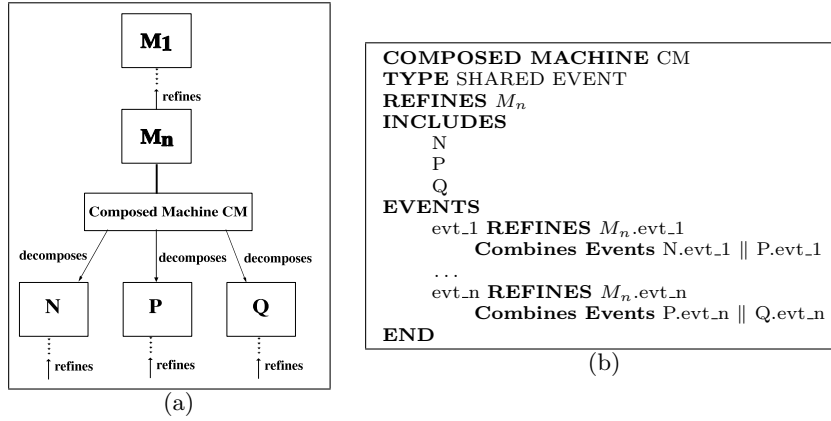 M1
refines
Mn
Composed Machine CM
decomposes decomposes decomposes
N P Q
refines refines refines
(a)
COMPOSED MACHINE CM
TYPE SHARED EVENT
REFINES Mn
INCLUDES
N
P
Q
EVENTS
evt_1 REFINES Mn.evt_1
Combines Events N.evt_1 ∥ P.evt_1
...
evt_n REFINES Mn.evt_n
Combines Events P.evt_n ∥ Q.evt_n
END
(b)